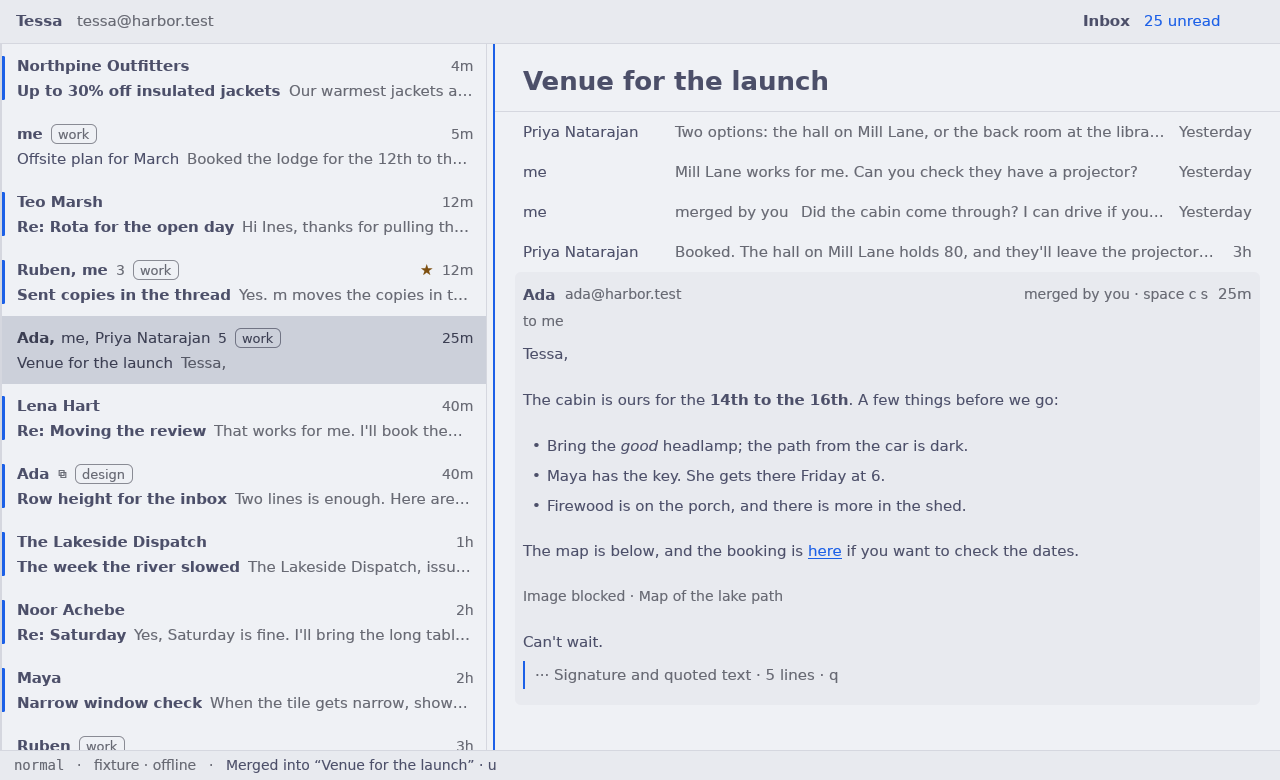 Tessa tessa@harbor.test Inbox 25 unread
Northpine Outfitters 4m
Up to 30% off insulated jackets Our warmest jackets a…
me work 5m
Offsite plan for March Booked the lodge for the 12th to th…
Teo Marsh 12m
Re: Rota for the open day Hi Ines, thanks for pulling th…
Ruben, me 3 work ★ 12m
Sent copies in the thread Yes. m moves the copies in t…
Ada, me, Priya Natarajan 5 work 25m
Venue for the launch Tessa,
Lena Hart 40m
Re: Moving the review That works for me. I'll book the…
Ada ⧉ design 40m
Row height for the inbox Two lines is enough. Here are…
The Lakeside Dispatch 1h
The week the river slowed The Lakeside Dispatch, issu…
Noor Achebe 2h
Re: Saturday Yes, Saturday is fine. I'll bring the long tabl…
Maya 2h
Narrow window check When the tile gets narrow, show…
Ruben work 3h
Venue for the launch
Priya Natarajan Two options: the hall on Mill Lane, or the back room at the libra… Yesterday
me Mill Lane works for me. Can you check they have a projector? Yesterday
me merged by you Did the cabin come through? I can drive if you… Yesterday
Priya Natarajan Booked. The hall on Mill Lane holds 80, and they'll leave the projector… 3h
Ada ada@harbor.test merged by you · space c s 25m
to me
Tessa,
The cabin is ours for the 14th to the 16th. A few things before we go:
• Bring the good headlamp; the path from the car is dark.
• Maya has the key. She gets there Friday at 6.
• Firewood is on the porch, and there is more in the shed.
The map is below, and the booking is here if you want to check the dates.
Image blocked · Map of the lake path
Can't wait.
··· Signature and quoted text · 5 lines · q
normal · fixture · offline · Merged into “Venue for the launch” · u